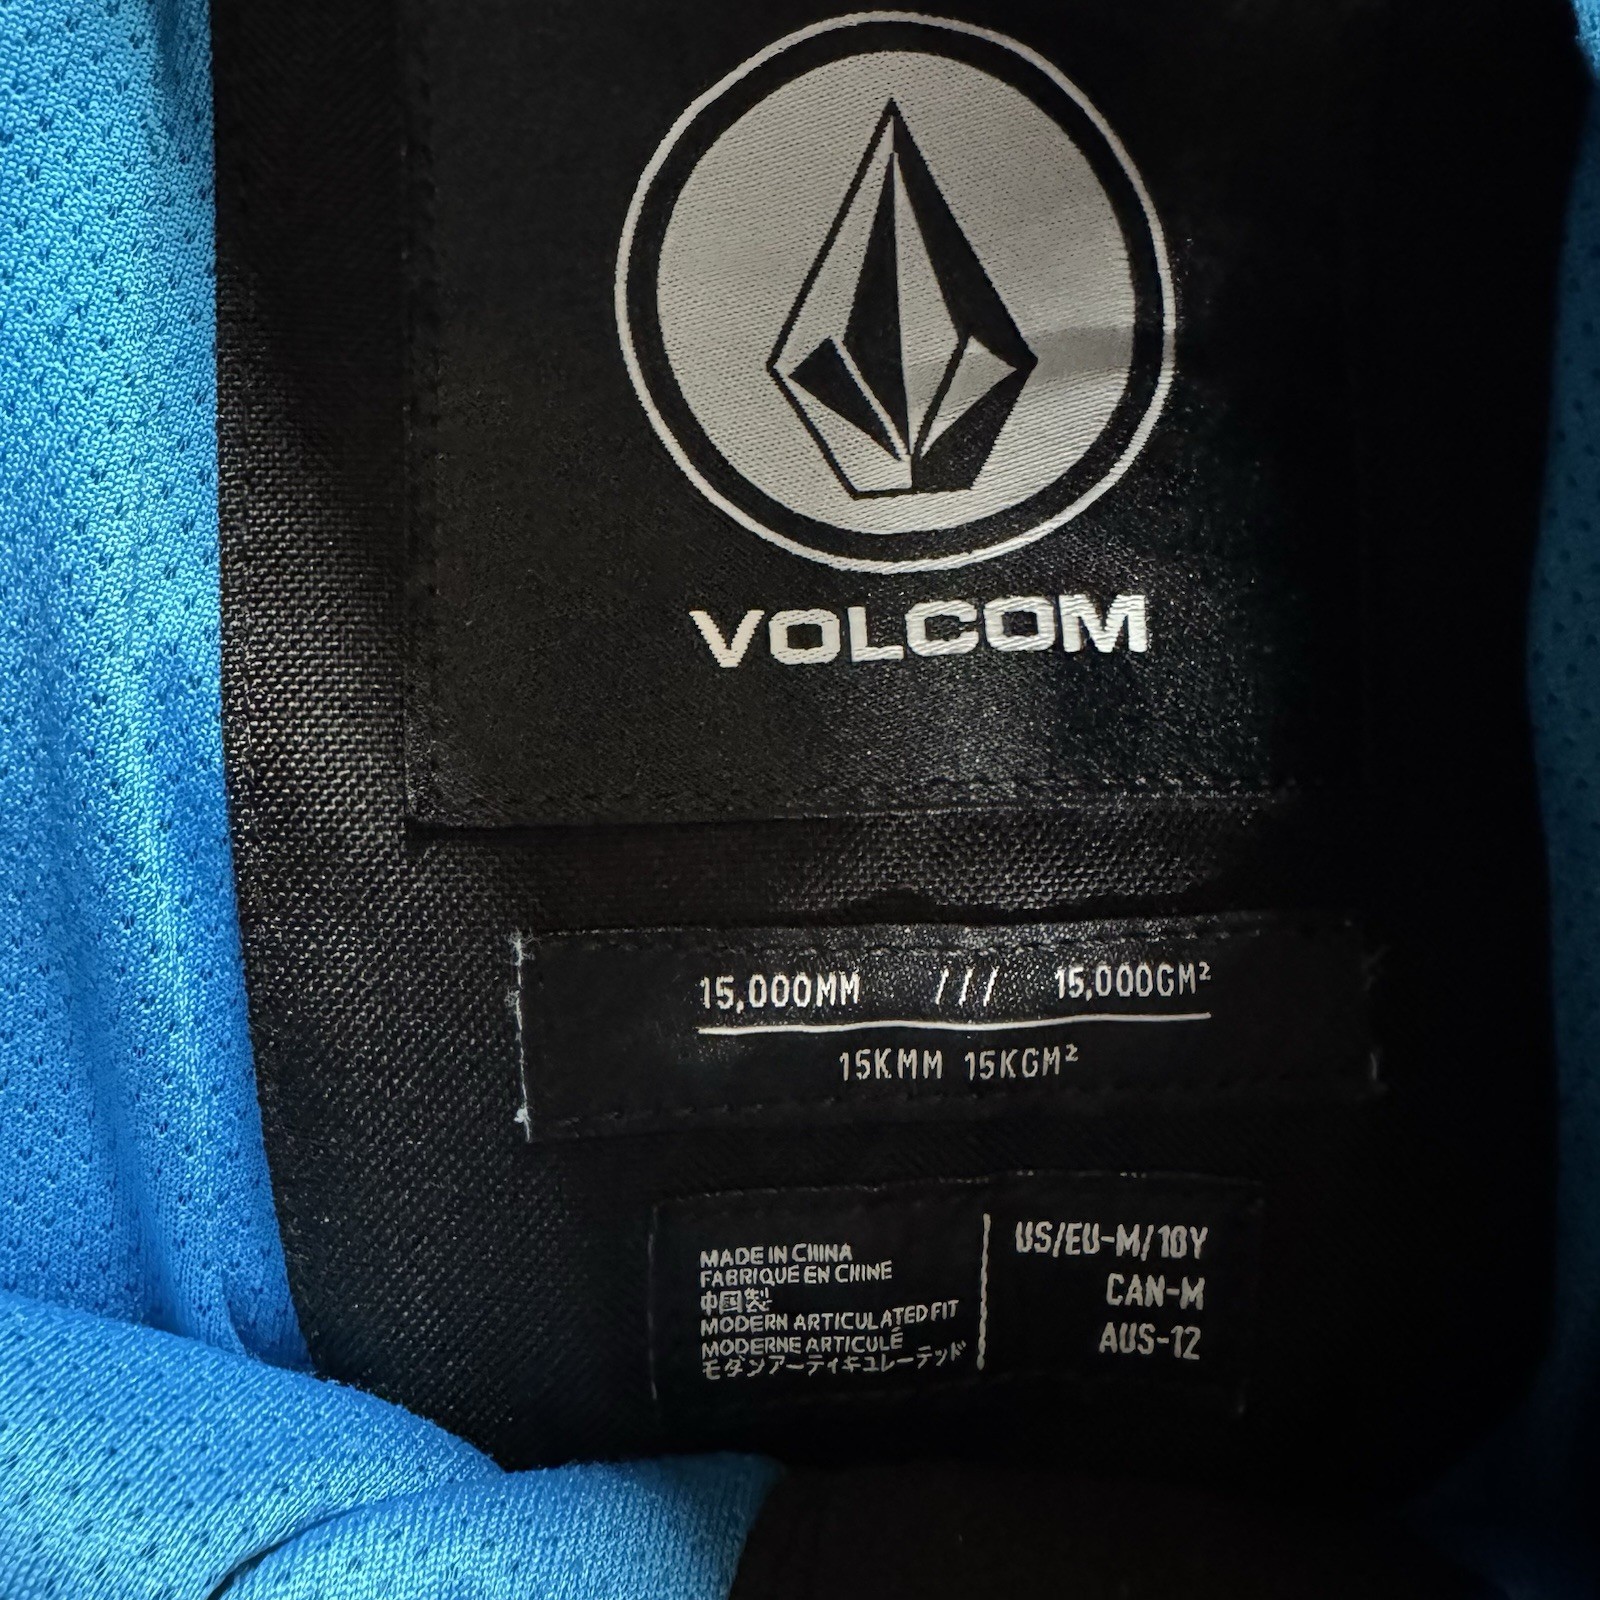 VOLCOM
15,000MM /// 15,000GM²
15KMM 15KGM²
MADE IN CHINA
FABRIQUE EN CHINE
中国製
MODERN ARTICULATED FIT
MODERNE ARTICULÉ
モダンアーティキュレーテッド
US/EU-M/10Y
CAN-M
AUS-12